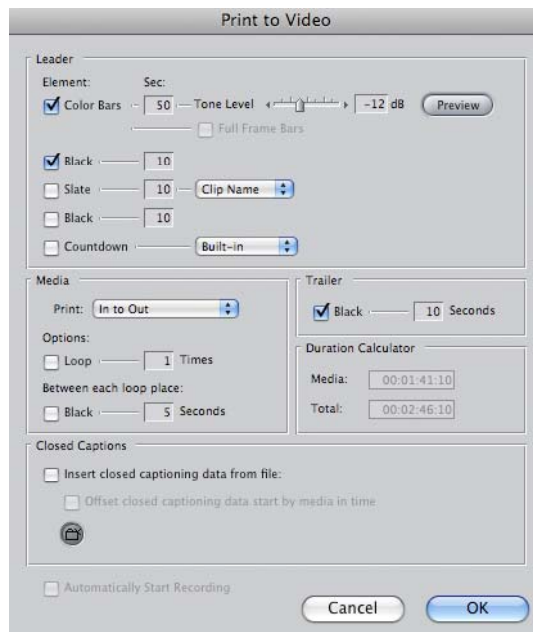 Print to Video
Leader
Element: Sec:
Color Bars 50 Tone Level -12 dB Preview
Full Frame Bars
Black 10
Slate 10 Clip Name
Black 10
Countdown Built-in
Media
Print: In to Out
Options:
Loop 1 Times
Between each loop place:
Black 5 Seconds
Trailer
Black 10 Seconds
Duration Calculator
Media: 00:01:41:10
Total: 00:02:46:10
Closed Captions
Insert closed captioning data from file:
Offset closed captioning data start by media in time
Automatically Start Recording
Cancel OK